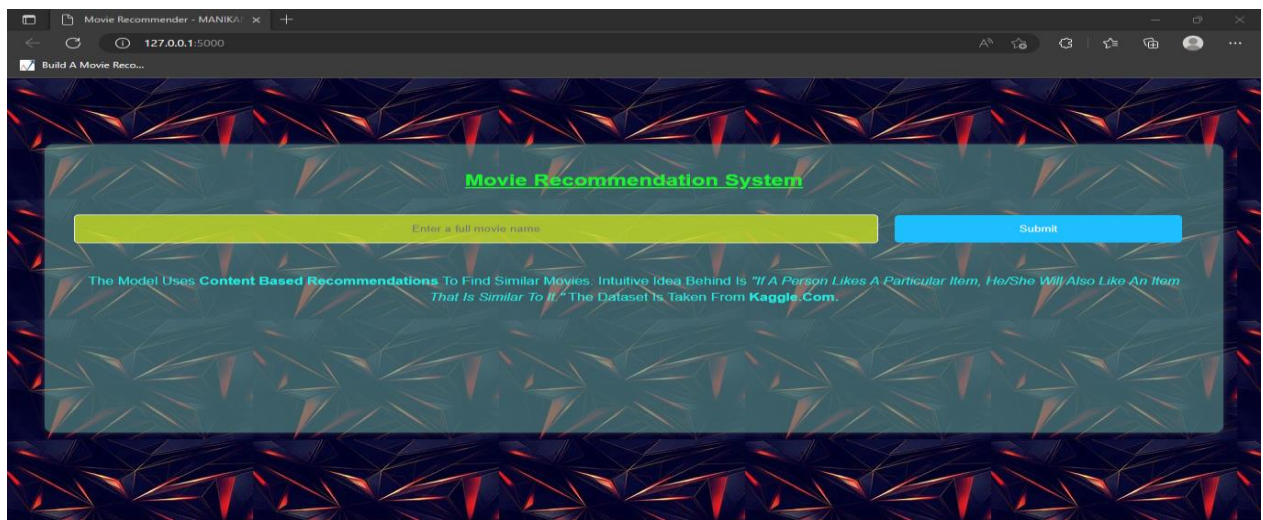 Movie Recommender - MANIKA
127.0.0.1:5000
Build A Movie Reco...
Movie Recommendation System
Enter a full movie name
Submit
The Model Uses Content Based Recommendations To Find Similar Movies. Intuitive Idea Behind Is "If A Person Likes A Particular Item, He/She Will Also Like An Item
That Is Similar To It." The Dataset Is Taken From Kaggle.Com.